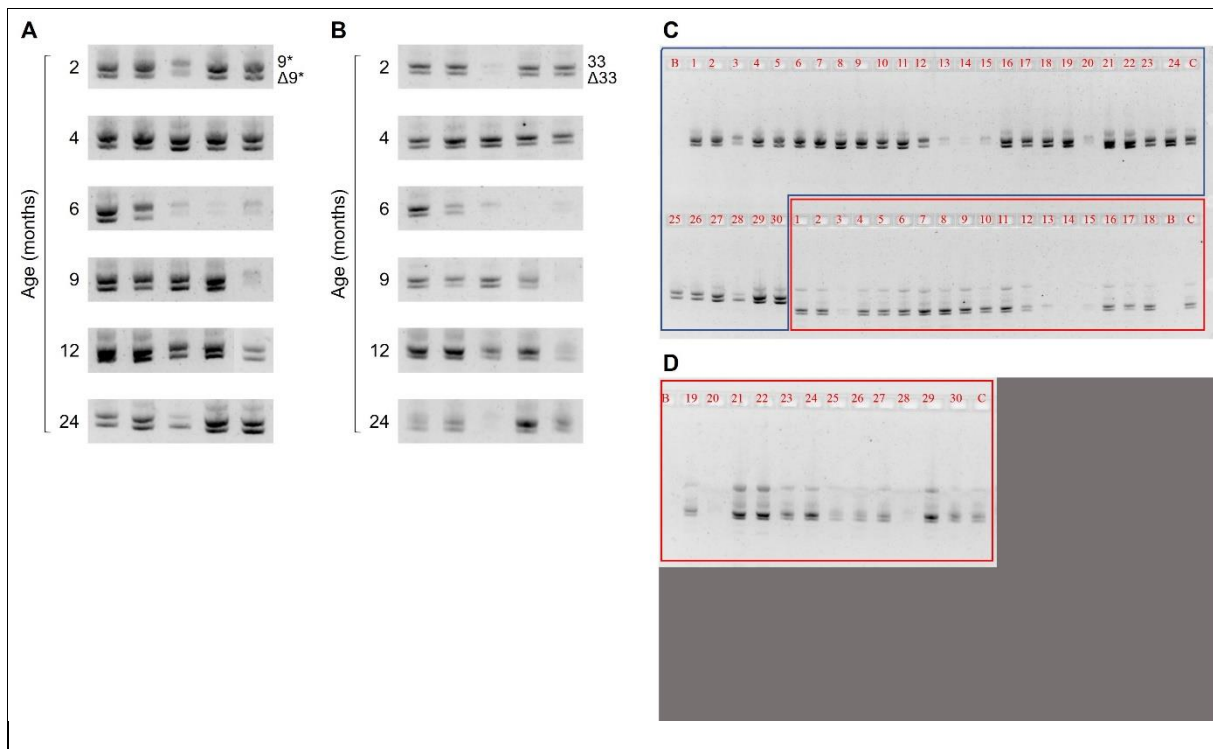 A
Age (months)
2
9*
Δ9*
4
6
9
12
24
B
Age (months)
2
33
Δ33
4
6
9
12
24
C
B 1 2 3 4 5 6 7 8 9 10 11 12 13 14 15 16 17 18 19 20 21 22 23 24 C
25 26 27 28 29 30 1 2 3 4 5 6 7 8 9 10 11 12 13 14 15 16 17 18 B C
D
B 19 20 21 22 23 24 25 26 27 28 29 30 C